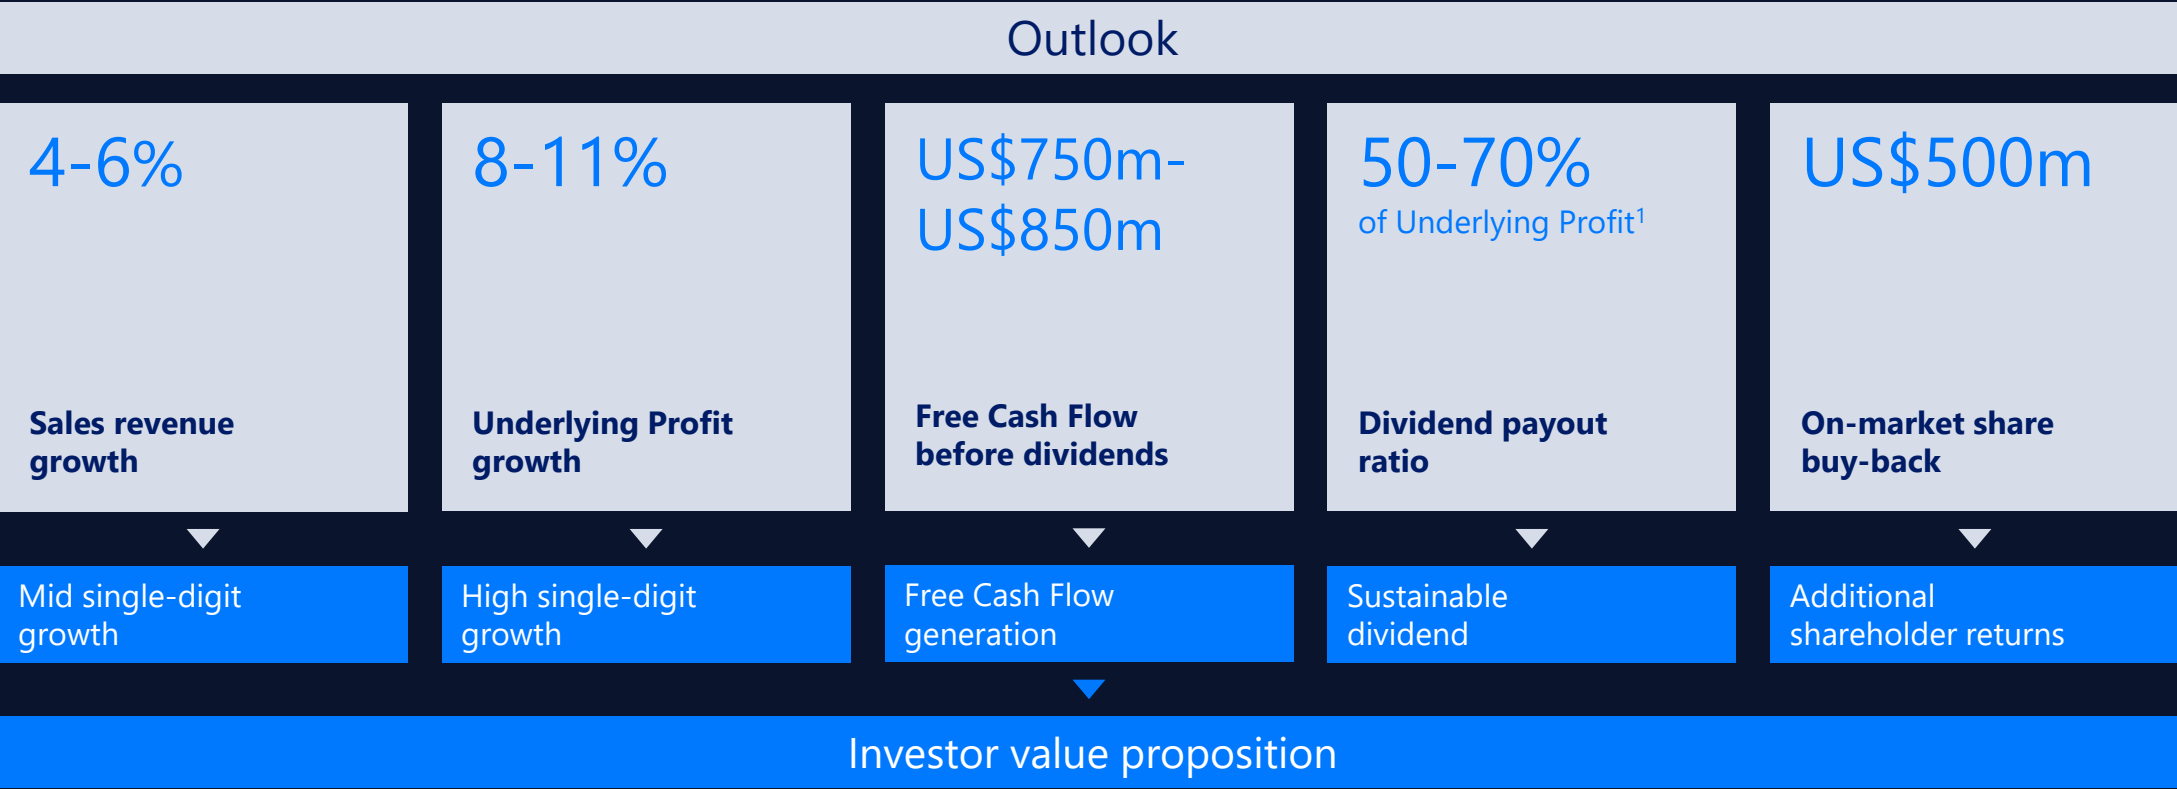 Outlook
4-6%
Sales revenue
growth
Mid single-digit
growth
8-11%
Underlying Profit
growth
High single-digit
growth
US$750m-
US$850m
Free Cash Flow
before dividends
Free Cash Flow
generation
50-70%
of Underlying Profit¹
Dividend payout
ratio
Sustainable
dividend
US$500m
On-market share
buy-back
Additional
shareholder returns
Investor value proposition